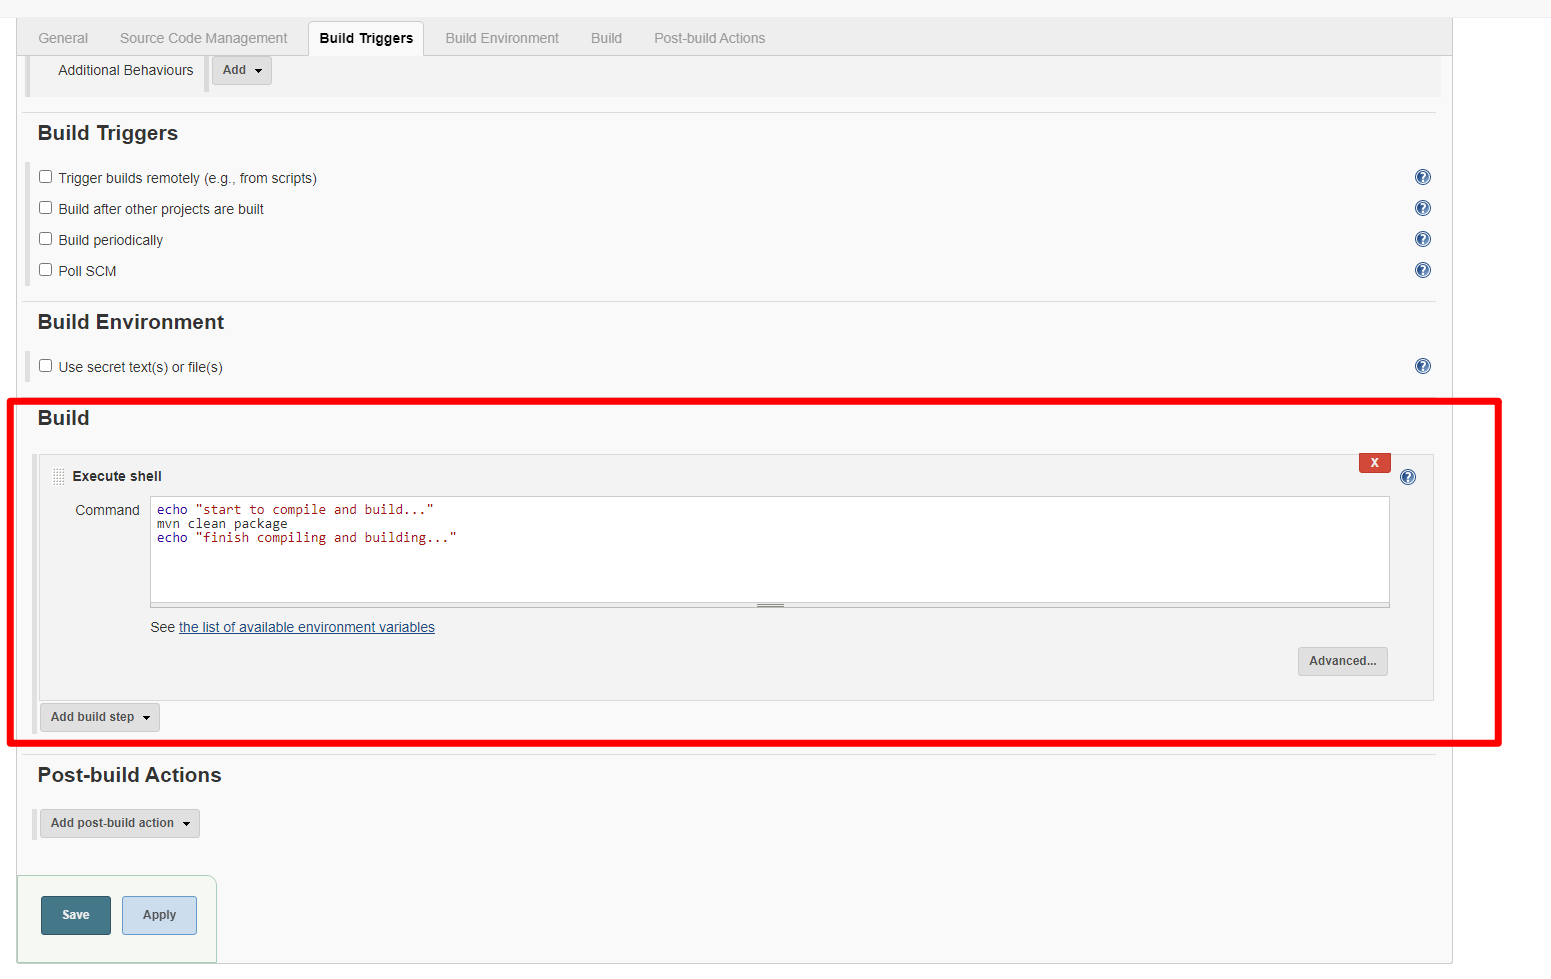 General Source Code Management Build Triggers Build Environment Build Post-build Actions
Additional Behaviours Add
Build Triggers
Trigger builds remotely (e.g., from scripts)
Build after other projects are built
Build periodically
Poll SCM
Build Environment
Use secret text(s) or file(s)
Build
X
Execute shell
Command
echo "start to compile and build..."
mvn clean package
echo "finish compiling and building..."
See the list of available environment variables
Advanced...
Add build step
Post-build Actions
Add post-build action
Save Apply